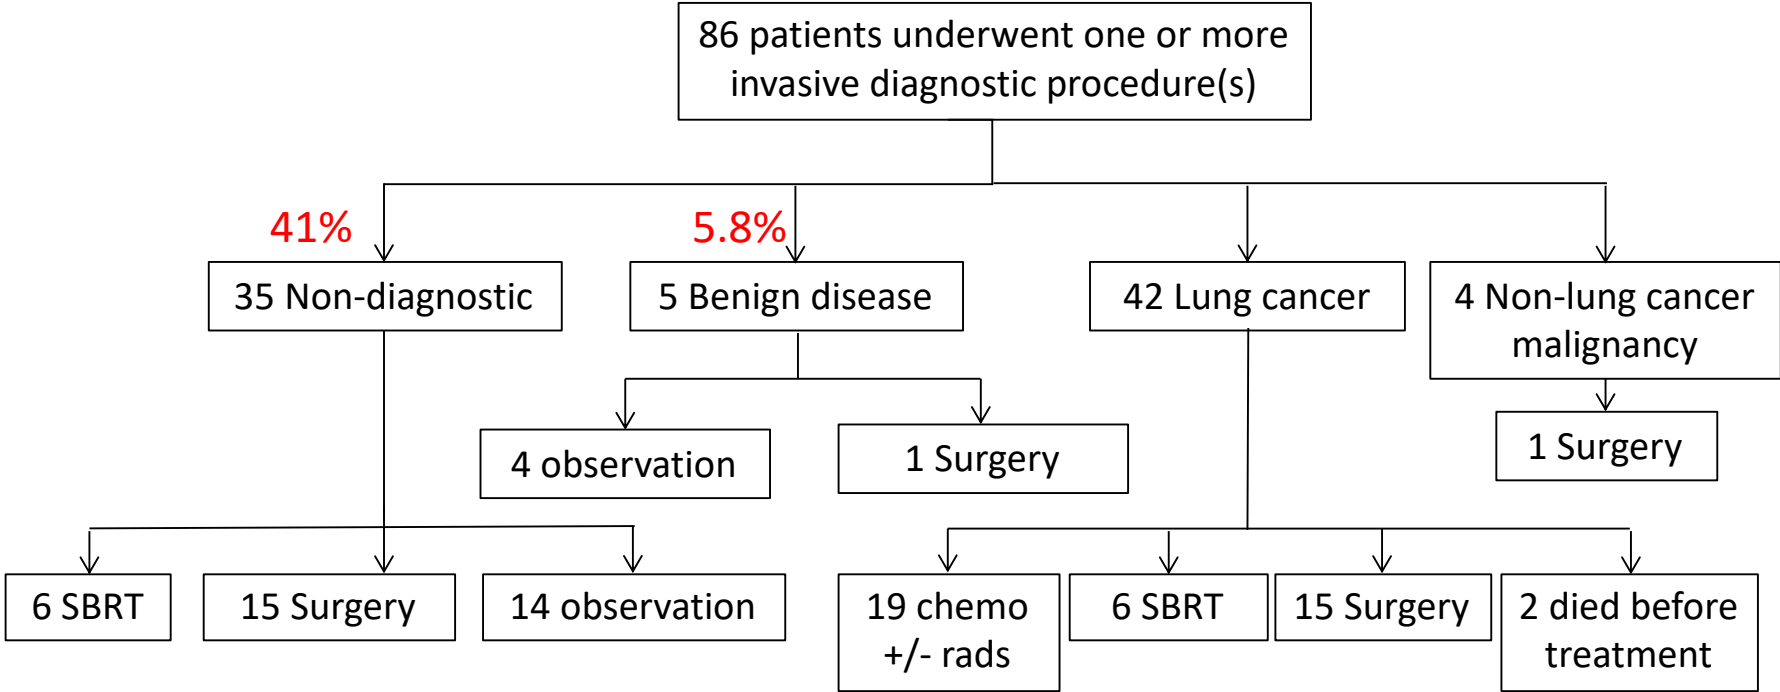 86 patients underwent one or more
invasive diagnostic procedure(s)
41%
5.8%
35 Non-diagnostic
5 Benign disease
42 Lung cancer
4 Non-lung cancer
malignancy
4 observation
1 Surgery
1 Surgery
6 SBRT
15 Surgery
14 observation
19 chemo
+/- rads
6 SBRT
15 Surgery
2 died before
treatment